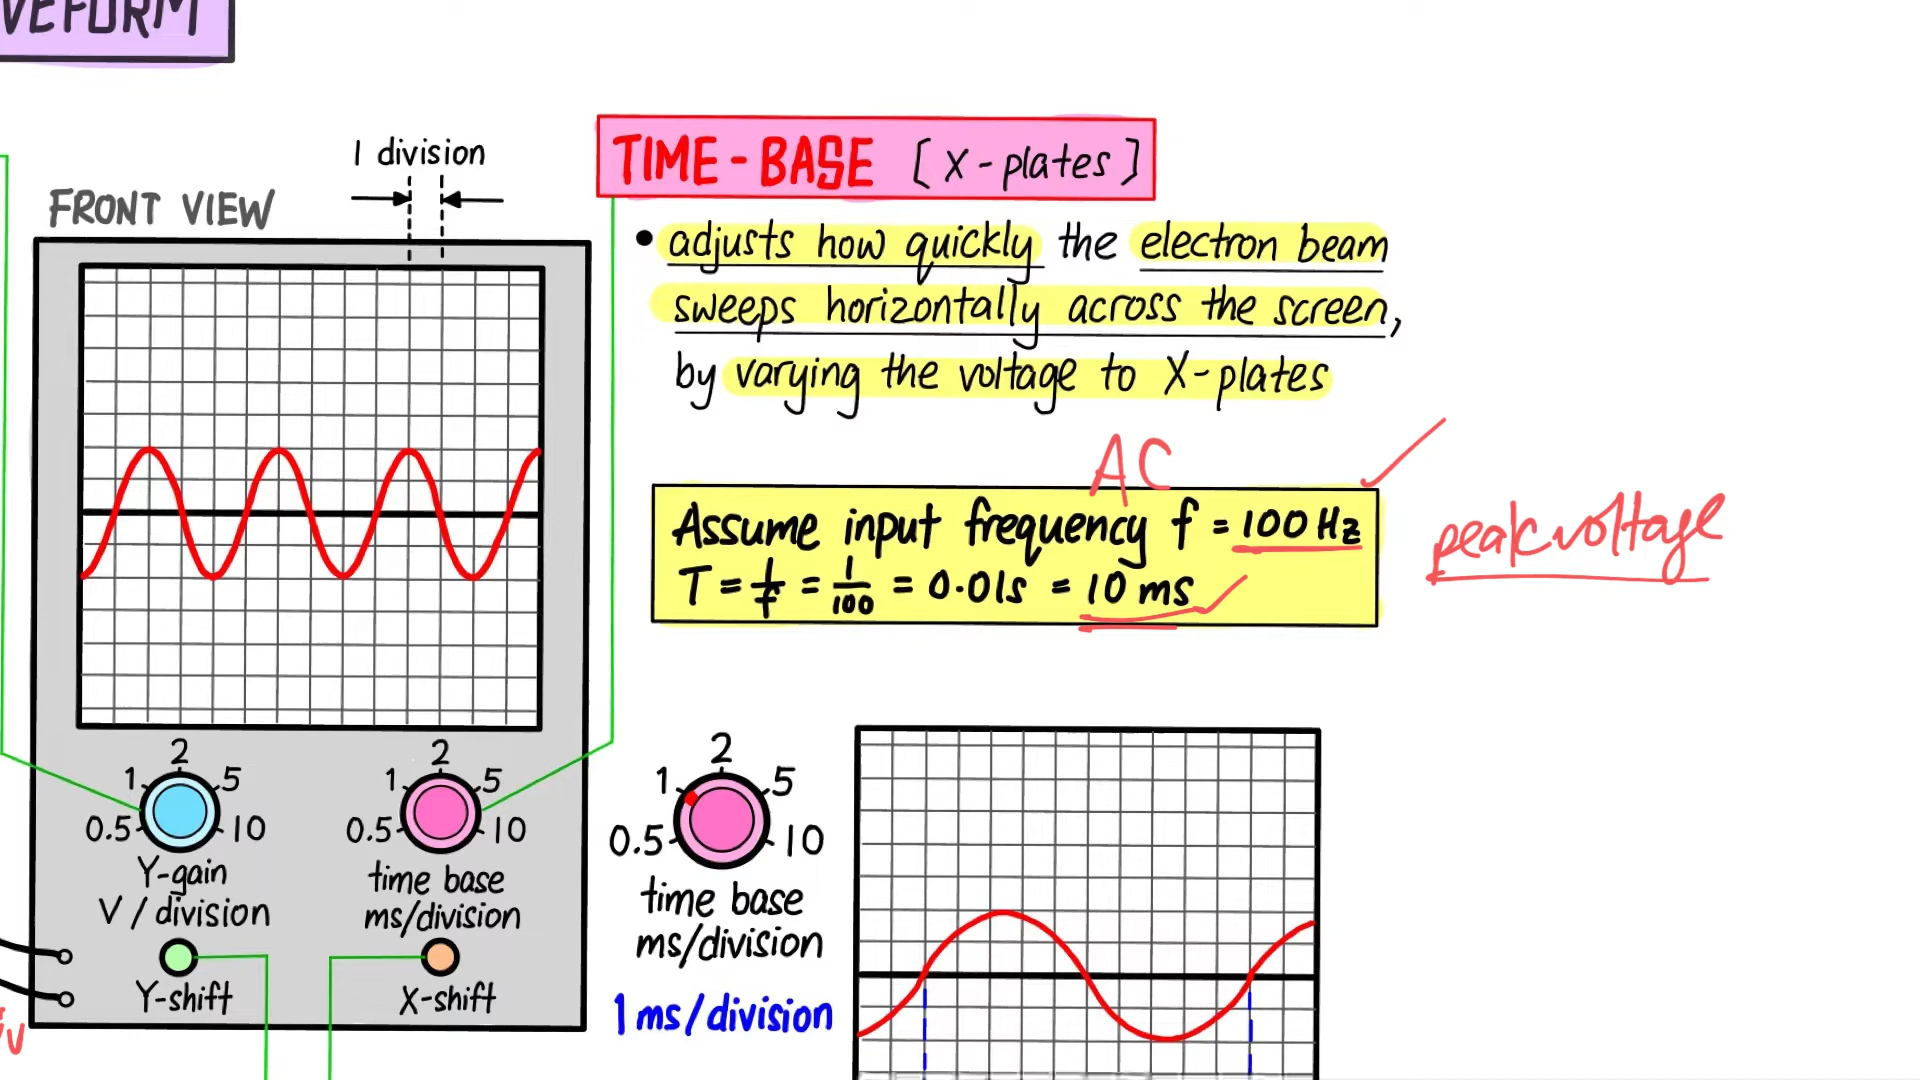 VEFORM
1 division
FRONT VIEW
2
1 5
0.5 10
Y-gain
V / division
Y-shift
2
1 5
0.5 10
time base
ms/division
X-shift
TIME-BASE [X-plates]
• adjusts how quickly the electron beam
sweeps horizontally across the screen,
by varying the voltage to X-plates
AC
Assume input frequency f = 100 Hz
T = 1/f = 1/100 = 0.01s = 10 ms
peak voltage
2
1 5
0.5 10
time base
ms/division
1 ms/division